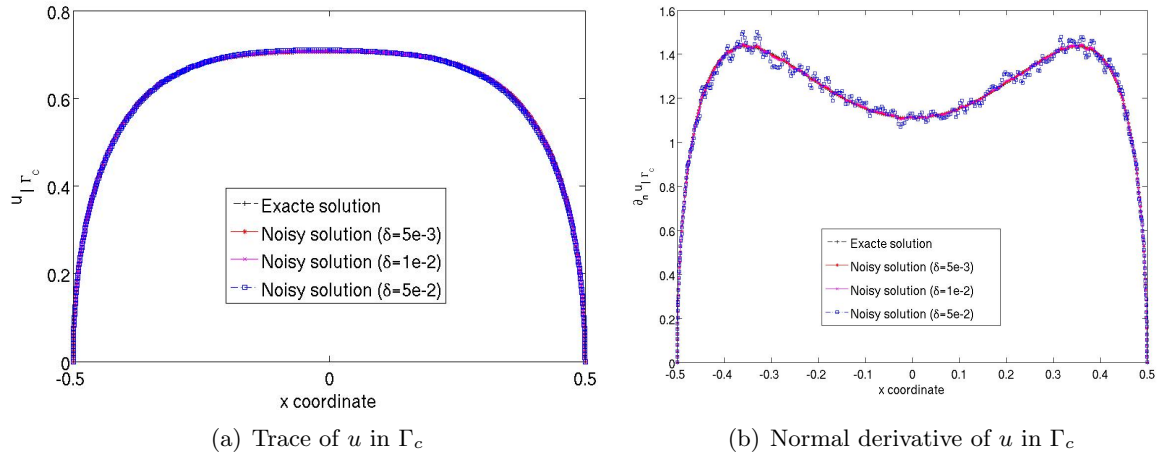 0.8
0.6
0.4
0.2
0
-0.5
0
0.5
u| Γc
x coordinate
Exacte solution
Noisy solution (δ=5e-3)
Noisy solution (δ=1e-2)
Noisy solution (δ=5e-2)
(a) Trace of u in Γc
1.6
1.4
1.2
1
0.8
0.6
0.4
0.2
0
-0.5 -0.4 -0.3 -0.2 -0.1 0 0.1 0.2 0.3 0.4 0.5
∂n u| Γc
x coordinate
Exacte solution
Noisy solution (δ=5e-3)
Noisy solution (δ=1e-2)
Noisy solution (δ=5e-2)
(b) Normal derivative of u in Γc